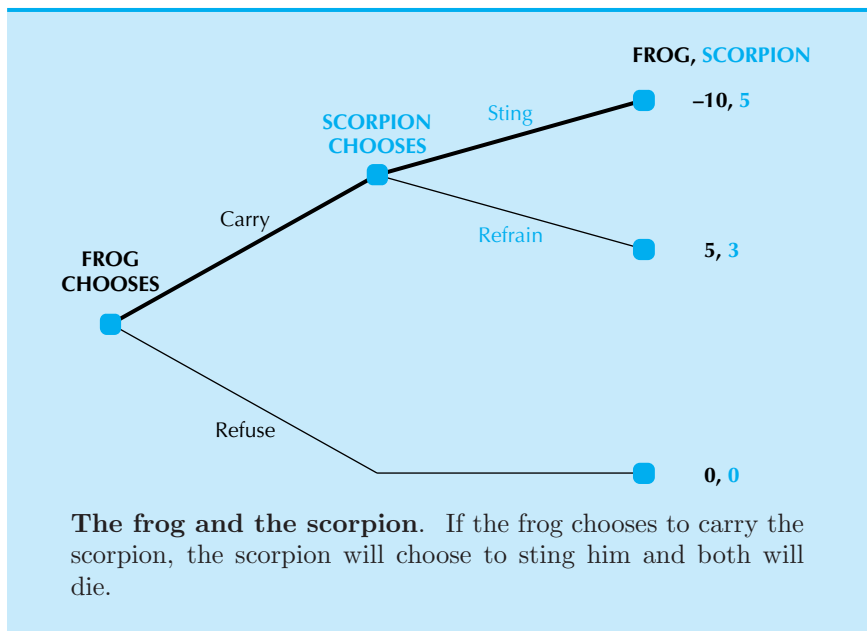 FROG, SCORPION
–10, 5
Sting
SCORPION
CHOOSES
Carry
Refrain
5, 3
FROG
CHOOSES
Refuse
0, 0
The frog and the scorpion. If the frog chooses to carry the
scorpion, the scorpion will choose to sting him and both will
die.